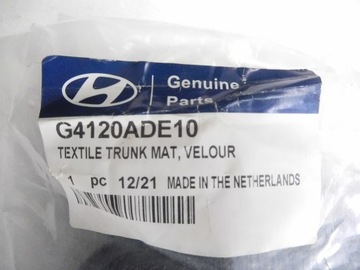 Genuine
Parts
G4120ADE10
TEXTILE TRUNK MAT, VELOUR
1 pc 12/21 MADE IN THE NETHERLANDS